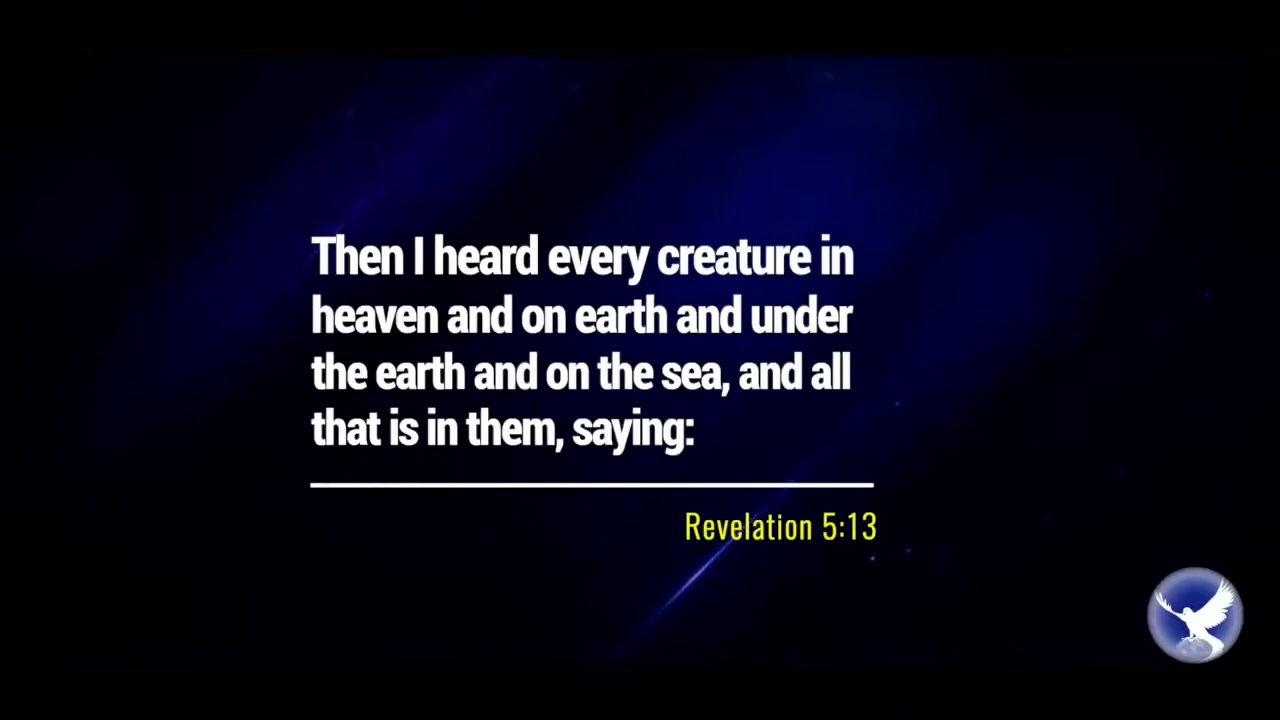 Then I heard every creature in
heaven and on earth and under
the earth and on the sea, and all
that is in them, saying:
Revelation 5:13